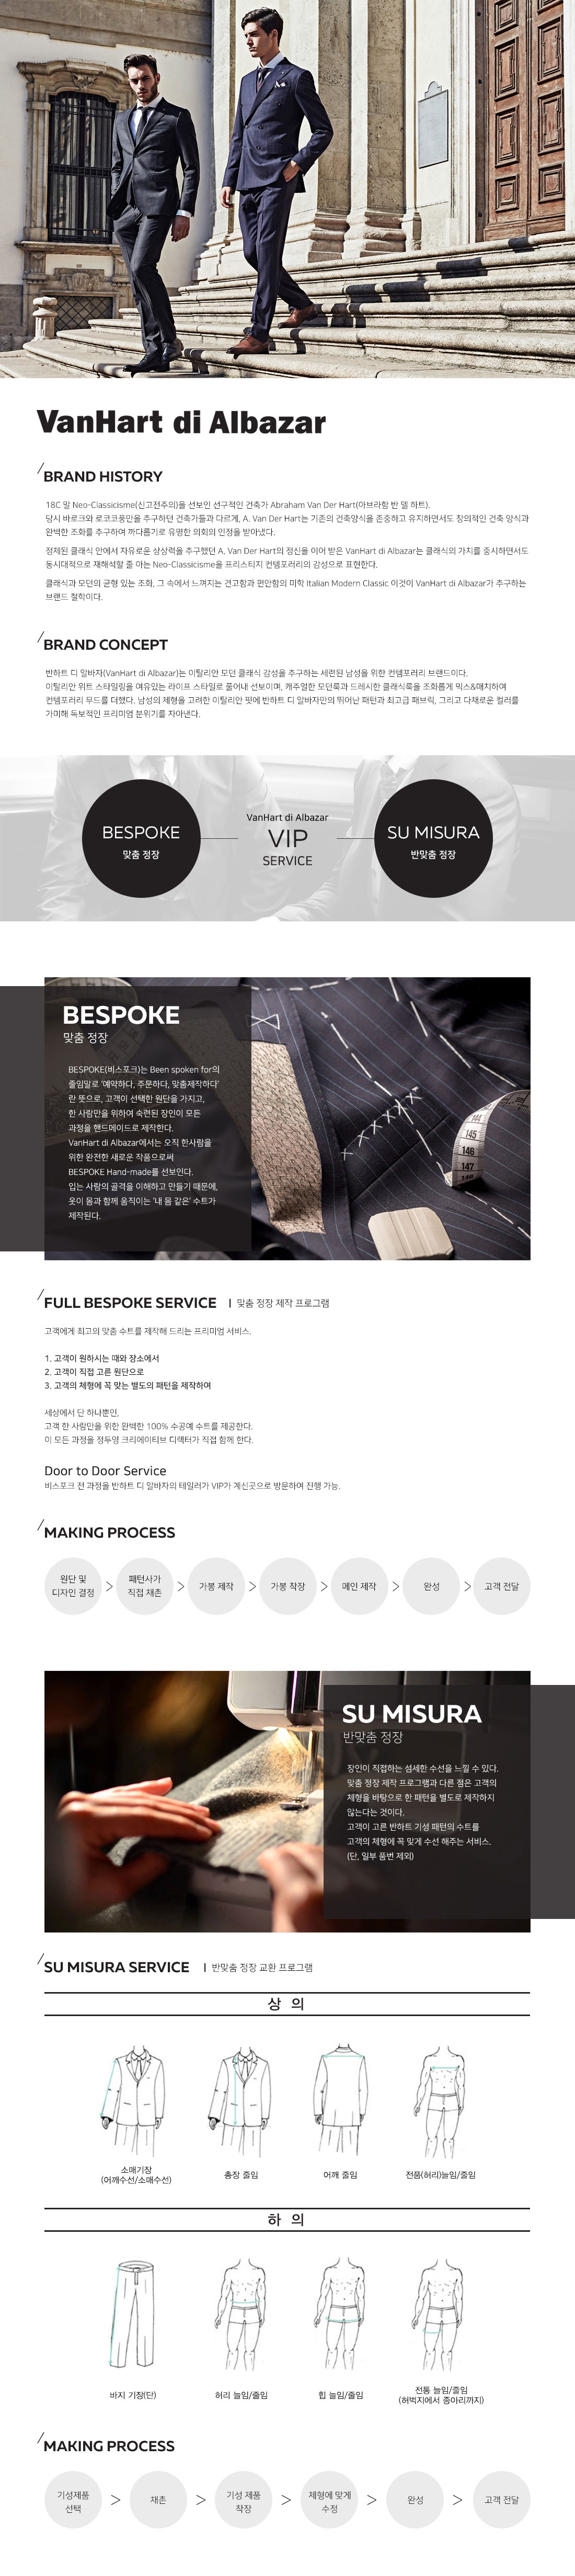 VanHart di Albazar
BRAND HISTORY
18C 말 Neo-Classicisme(신고전주의)을 선보인 선구적인 건축가 Abraham Van Der Hart(아브라함 반 델 하트).
당시 바로크와 로코코풍만을 추구하던 건축가들과 다르게, A. Van Der Hart는 기존의 건축양식을 존중하고 유지하면서도 창의적인 건축 양식과
완벽한 조화를 추구하여 까다롭기로 유명한 의회의 인정을 받아냈다.
정제된 클래식 안에서 자유로운 상상력을 추구했던 A. Van Der Hart의 정신을 이어 받은 VanHart di Albazar는 클래식의 가치를 중시하면서도
동시대적으로 재해석할 줄 아는 Neo-Classicisme을 프리스티지 컨템포러리의 감성으로 표현한다.
클래식과 모던의 균형 있는 조화, 그 속에서 느껴지는 견고함과 편안함의 미학 Italian Modern Classic 이것이 VanHart di Albazar가 추구하는
브랜드 철학이다.
BRAND CONCEPT
반하트 디 알바자(VanHart di Albazar)는 이탈리안 모던 클래식 감성을 추구하는 세련된 남성을 위한 컨템포러리 브랜드이다.
이탈리안 위트 스타일링을 여유있는 라이프 스타일로 풀어내 선보이며, 캐주얼한 모던룩과 드레시한 클래식룩을 조화롭게 믹스&매치하여
컨템포러리 무드를 더했다. 남성의 체형을 고려한 이탈리안 핏에 반하트 디 알바자만의 뛰어난 패턴과 최고급 패브릭, 그리고 다채로운 컬러를
가미해 독보적인 프리미엄 분위기를 자아낸다.
BESPOKE
맞춤 정장
VanHart di Albazar
VIP
SERVICE
SU MISURA
반맞춤 정장
BESPOKE
맞춤 정장
BESPOKE(비스포크)는 Been spoken for의
줄임말로 '예약하다, 주문하다, 맞춤제작하다'
란 뜻으로, 고객이 선택한 원단을 가지고,
한 사람만을 위하여 숙련된 장인이 모든
과정을 핸드메이드로 제작한다.
VanHart di Albazar에서는 오직 한사람을
위한 완전한 새로운 작품으로써
BESPOKE Hand-made를 선보인다.
입는 사람의 골격을 이해하고 만들기 때문에,
옷이 몸과 함께 움직이는 '내 몸 같은' 수트가
제작된다.
144
145
146
147
148
FULL BESPOKE SERVICE | 맞춤 정장 제작 프로그램
고객에게 최고의 맞춤 수트를 제작해 드리는 프리미엄 서비스.
1. 고객이 원하시는 때와 장소에서
2. 고객이 직접 고른 원단으로
3. 고객의 체형에 꼭 맞는 별도의 패턴을 제작하여
세상에서 단 하나뿐인,
고객 한 사람만을 위한 완벽한 100% 수공예 수트를 제공한다.
이 모든 과정을 정두영 크리에이티브 디렉터가 직접 함께 한다.
Door to Door Service
비스포크 전 과정을 반하트 디 알바자의 테일러가 VIP가 계신곳으로 방문하여 진행 가능.
MAKING PROCESS
원단 및
디자인 결정
>
패턴사가
직접 채촌
>
가봉 제작
>
가봉 착장
>
메인 제작
>
완성
>
고객 전달
SU MISURA
반맞춤 정장
장인이 직접하는 섬세한 수선을 느낄 수 있다.
맞춤 정장 제작 프로그램과 다른 점은 고객의
체형을 바탕으로 한 패턴을 별도로 제작하지
않는다는 것이다.
고객이 고른 반하트 기성 패턴의 수트를
고객의 체형에 꼭 맞게 수선 해주는 서비스.
(단, 일부 품번 제외)
SU MISURA SERVICE | 반맞춤 정장 교환 프로그램
상 의
소매기장
(어깨수선/소매수선)
총장 줄임
어깨 줄임
전품(허리)늘임/줄임
하 의
바지 기장(단)
허리 늘임/줄임
힙 늘임/줄임
전통 늘임/줄임
(허벅지에서 종아리까지)
MAKING PROCESS
기성제품
선택
>
채촌
>
기성 제품
착장
>
체형에 맞게
수정
>
완성
>
고객 전달